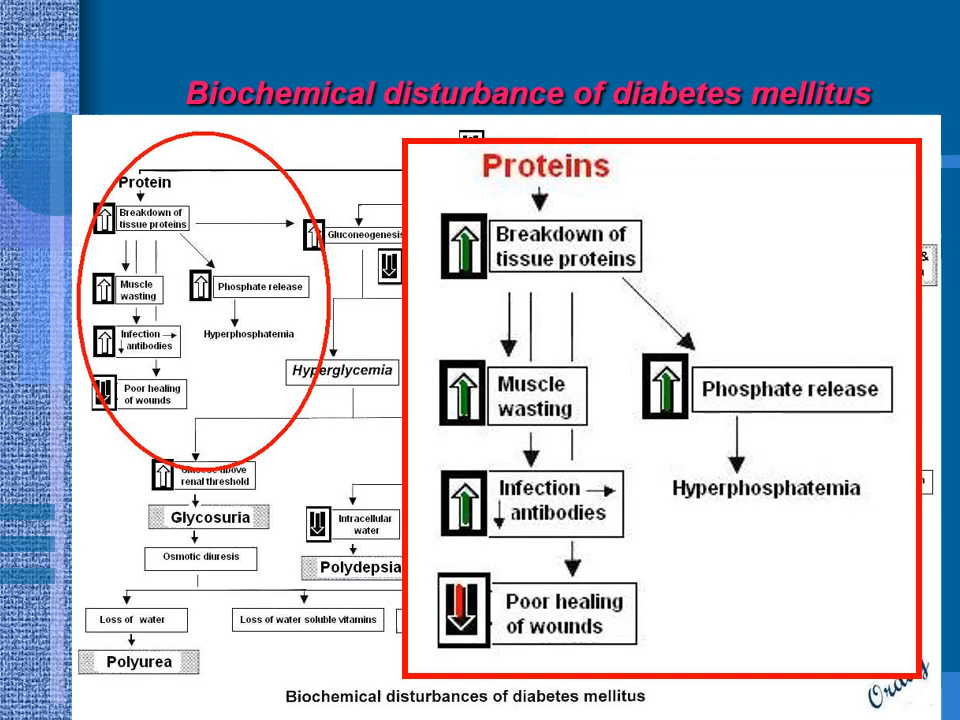 Biochemical disturbance of diabetes mellitus
Protein
Breakdown of
tissue proteins
Gluconeogenesis
Muscle
wasting
Phosphate release
Infection
antibodies
Hyperphosphatemia
Poor healing
of wounds
Hyperglycemia
Glucose above
renal threshold
Glycosuria
Intracellular
water
Osmotic diuresis
Polydepsia
Loss of water
Loss of water soluble vitamins
Polyurea
Proteins
Breakdown of
tissue proteins
Muscle
wasting
Phosphate release
Infection
antibodies
Hyperphosphatemia
Poor healing
of wounds
&
Biochemical disturbances of diabetes mellitus